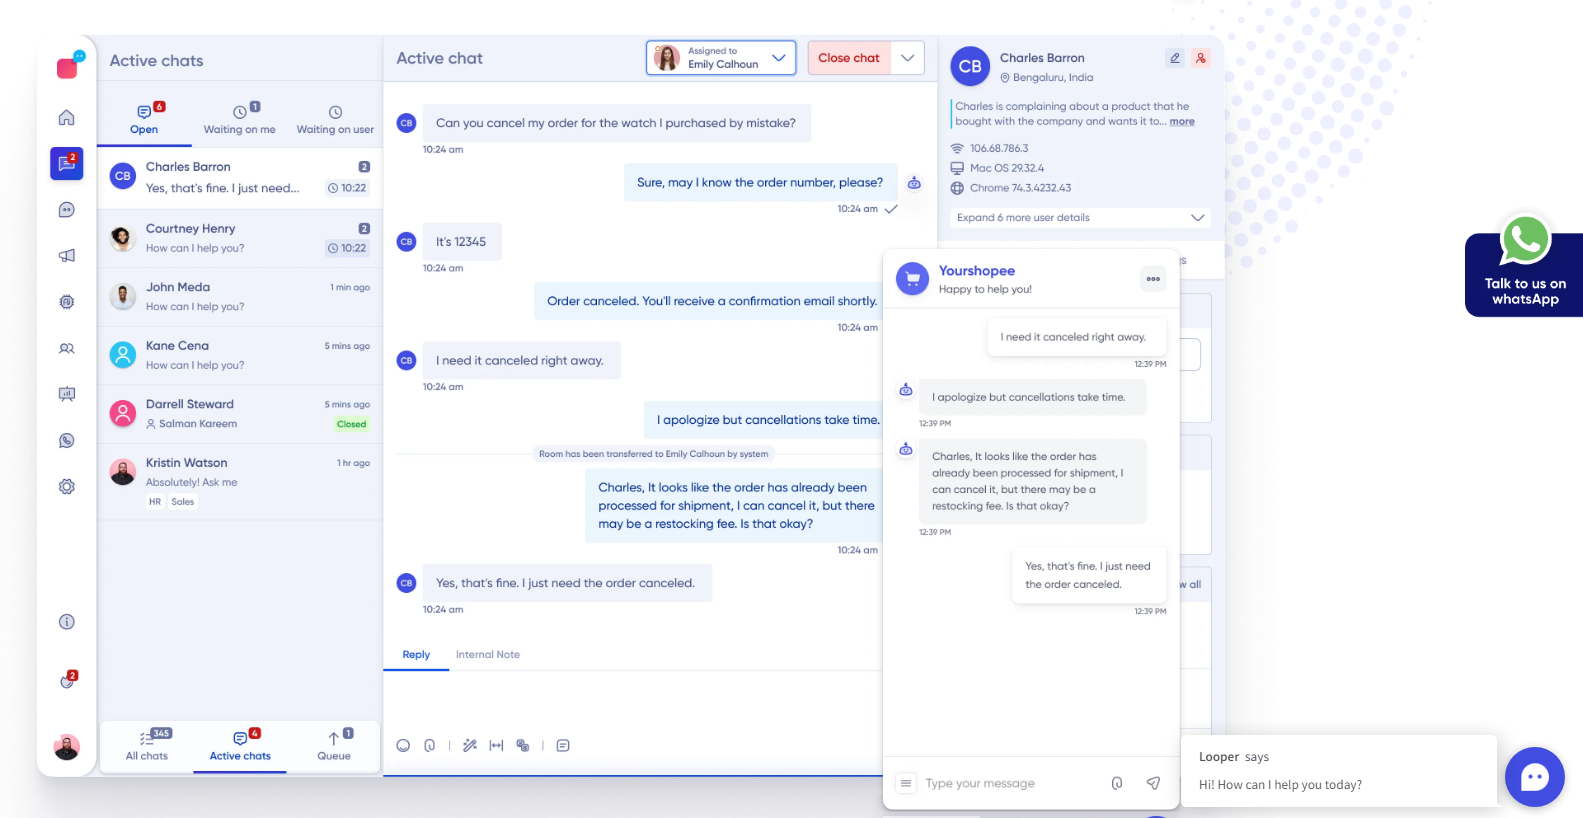 2
2
Active chats
6
Open
1
Waiting on me
Waiting on user
CB
Charles Barron
2
Yes, that's fine. I just need...
10:22
Courtney Henry
2
How can I help you?
10:22
John Meda
1 min ago
How can I help you?
Kane Cena
5 mins ago
How can I help you?
Darrell Steward
5 mins ago
Salman Kareem
Closed
Kristin Watson
1 hr ago
Absolutely! Ask me
HR
Sales
345
All chats
4
Active chats
1
Queue
Active chat
Assigned to
Emily Calhoun
Close chat
CB
Can you cancel my order for the watch I purchased by mistake?
10:24 am
Sure, may I know the order number, please?
10:24 am
CB
It's 12345
10:24 am
Order canceled. You'll receive a confirmation email shortly.
10:24 am
CB
I need it canceled right away.
10:24 am
I apologize but cancellations take time.
Room has been transferred to Emily Calhoun by system
Charles, It looks like the order has already been
processed for shipment, I can cancel it, but there
may be a restocking fee. Is that okay?
10:24 am
CB
Yes, that's fine. I just need the order canceled.
10:24 am
Reply
Internal Note
CB
Charles Barron
Bengaluru, India
Charles is complaining about a product that he
bought with the company and wants it to... more
106.68.786.3
Mac OS 29.32.4
Chrome 74.3.4232.43
Expand 6 more user details
Yourshopee
Happy to help you!
I need it canceled right away.
12:39 PM
I apologize but cancellations take time.
12:39 PM
Charles, It looks like the order has
already been processed for shipment, I
can cancel it, but there may be a
restocking fee. Is that okay?
12:39 PM
Yes, that's fine. I just need
the order canceled.
12:39 PM
Type your message
all
Talk to us on
whatsApp
Looper says
Hi! How can I help you today?